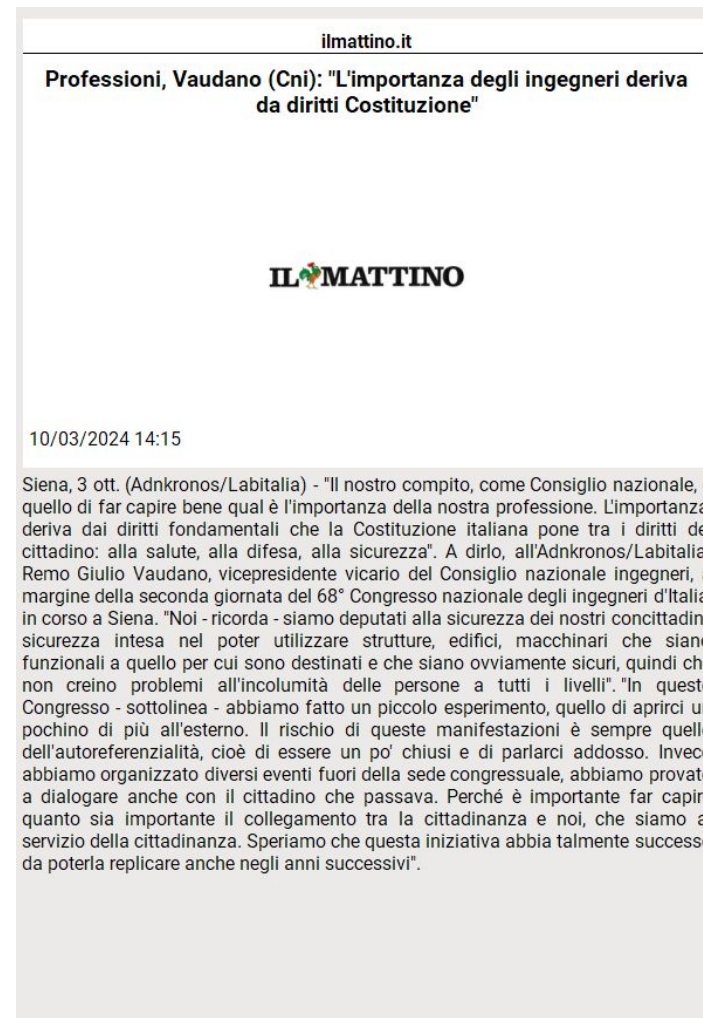 ilmattino.it
Professioni, Vaudano (Cni): "L'importanza degli ingegneri deriva
da diritti Costituzione"
IL MATTINO
10/03/2024 14:15
Siena, 3 ott. (Adnkronos/Labitalia) - "Il nostro compito, come Consiglio nazionale,
quello di far capire bene qual è l'importanza della nostra professione. L'importanza
deriva dai diritti fondamentali che la Costituzione italiana pone tra i diritti de
cittadino: alla salute, alla difesa, alla sicurezza". A dirlo, all'Adnkronos/Labitalia
Remo Giulio Vaudano, vicepresidente vicario del Consiglio nazionale ingegneri,
margine della seconda giornata del 68° Congresso nazionale degli ingegneri d'Italia
in corso a Siena. "Noi - ricorda - siamo deputati alla sicurezza dei nostri concittadin
sicurezza intesa nel poter utilizzare strutture, edifici, macchinari che siano
funzionali a quello per cui sono destinati e che siano ovviamente sicuri, quindi ch
non creino problemi all'incolumità delle persone a tutti i livelli". "In questo
Congresso - sottolinea - abbiamo fatto un piccolo esperimento, quello di aprirci u
pochino di più all'esterno. Il rischio di queste manifestazioni è sempre quello
dell'autoreferenzialità, cioè di essere un po' chiusi e di parlarci addosso. Invece
abbiamo organizzato diversi eventi fuori della sede congressuale, abbiamo provato
a dialogare anche con il cittadino che passava. Perché è importante far capir
quanto sia importante il collegamento tra la cittadinanza e noi, che siamo a
servizio della cittadinanza. Speriamo che questa iniziativa abbia talmente successo
da poterla replicare anche negli anni successivi".